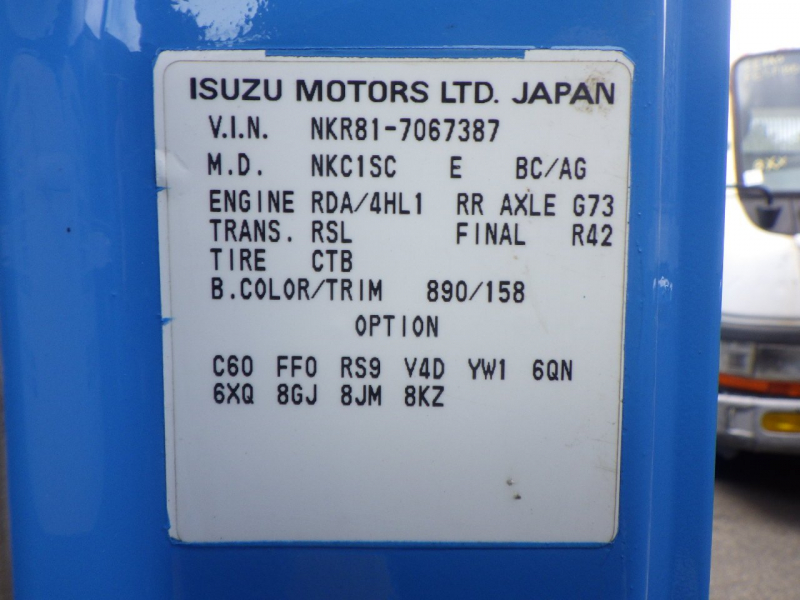 ISUZU MOTORS LTD. JAPAN
V.I.N. NKR81-7067387
M.D. NKC1SC E BC/AG
ENGINE RDA/4HL1 RR AXLE G73
TRANS. RSL FINAL R42
TIRE CTB
B.COLOR/TRIM 890/158
OPTION
C60 FF0 RS9 V4D YW1 6QN
6XQ 8GJ 8JM 8KZ